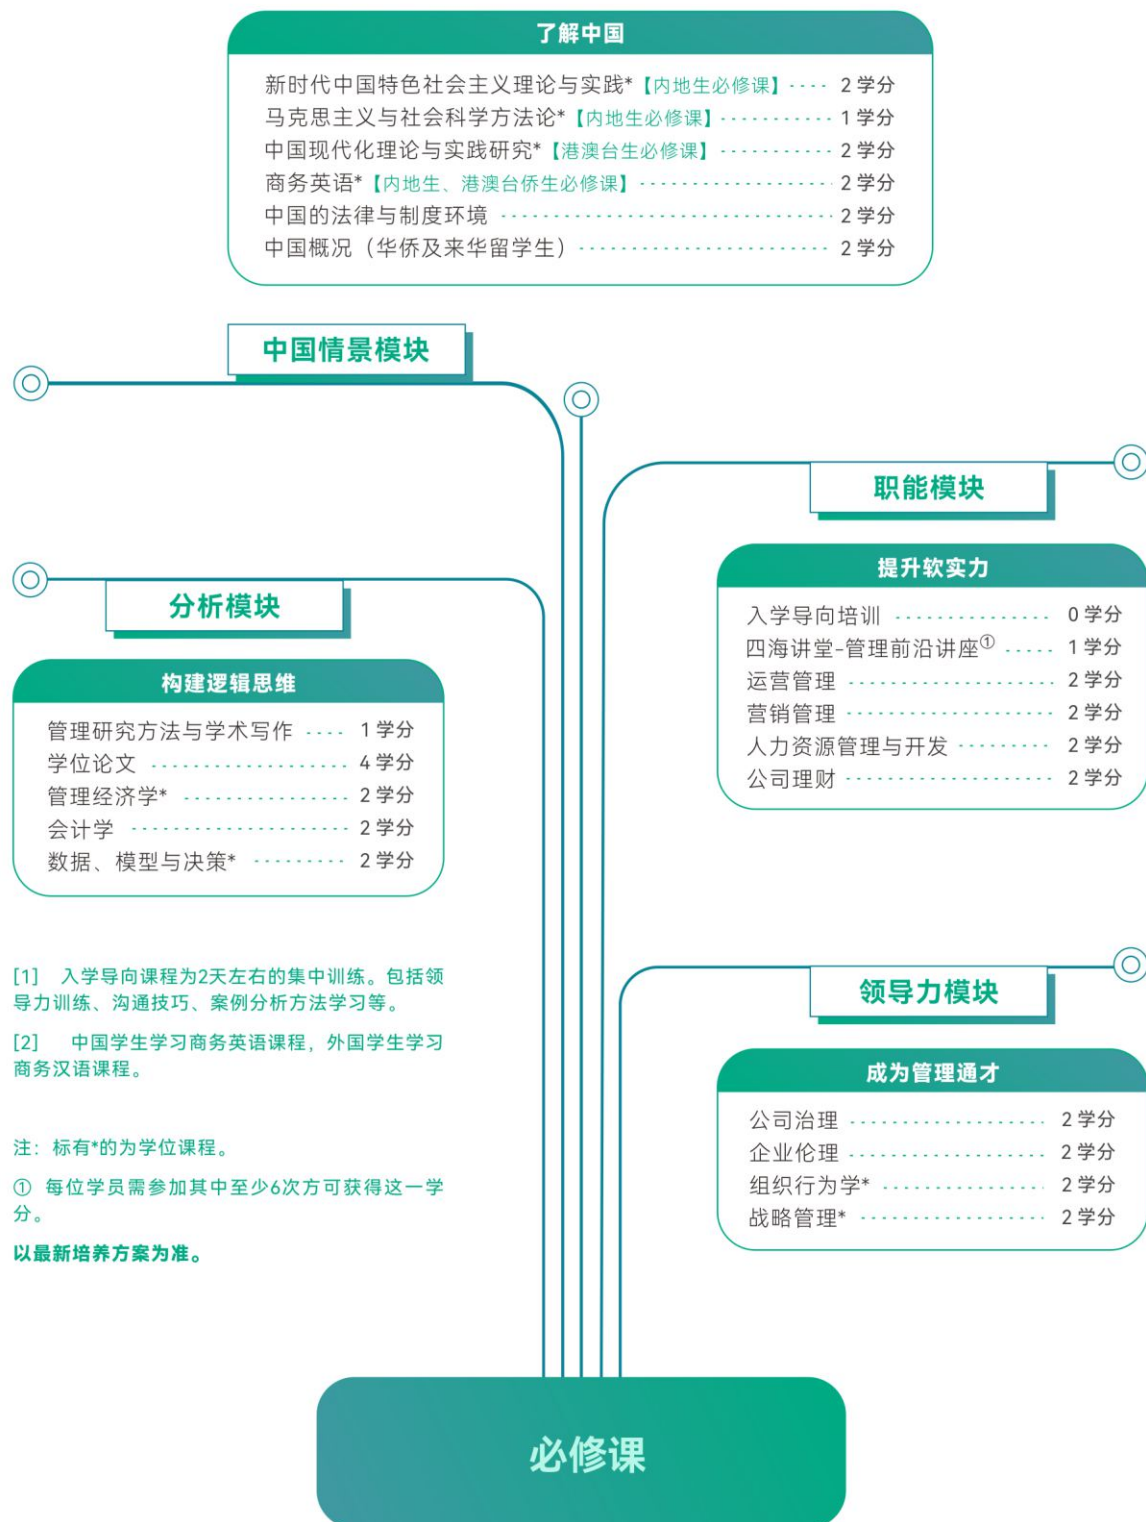 了解中国
新时代中国特色社会主义理论与实践*【内地生必修课】 2 学分
马克思主义与社会科学方法论*【内地生必修课】 1 学分
中国现代化理论与实践研究*【港澳台生必修课】 2 学分
商务英语*【内地生、港澳台侨生必修课】 2 学分
中国的法律与制度环境 2 学分
中国概况（华侨及来华留学生） 2 学分
中国情景模块
职能模块
提升软实力
入学导向培训 0 学分
四海讲堂-管理前沿讲座① 1 学分
运营管理 2 学分
营销管理 2 学分
人力资源管理与开发 2 学分
公司理财 2 学分
分析模块
构建逻辑思维
管理研究方法与学术写作 1 学分
学位论文 4 学分
管理经济学* 2 学分
会计学 2 学分
数据、模型与决策* 2 学分
[1] 入学导向课程为2天左右的集中训练。包括领
导力训练、沟通技巧、案例分析方法学习等。
[2] 中国学生学习商务英语课程，外国学生学习
商务汉语课程。
注：标有*的为学位课程。
① 每位学员需参加其中至少6次方可获得这一学
分。
以最新培养方案为准。
领导力模块
成为管理通才
公司治理 2 学分
企业伦理 2 学分
组织行为学* 2 学分
战略管理* 2 学分
必修课